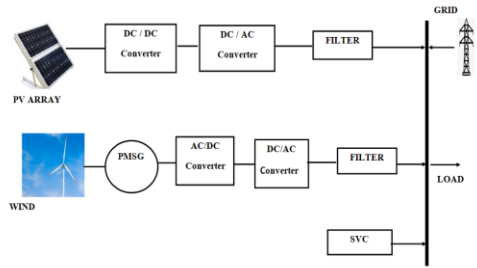 GRID
DC / DC
Converter
DC / AC
Converter
FILTER
PV ARRAY
PMSG
AC/DC
Converter
DC/AC
Converter
FILTER
LOAD
WIND
SVC